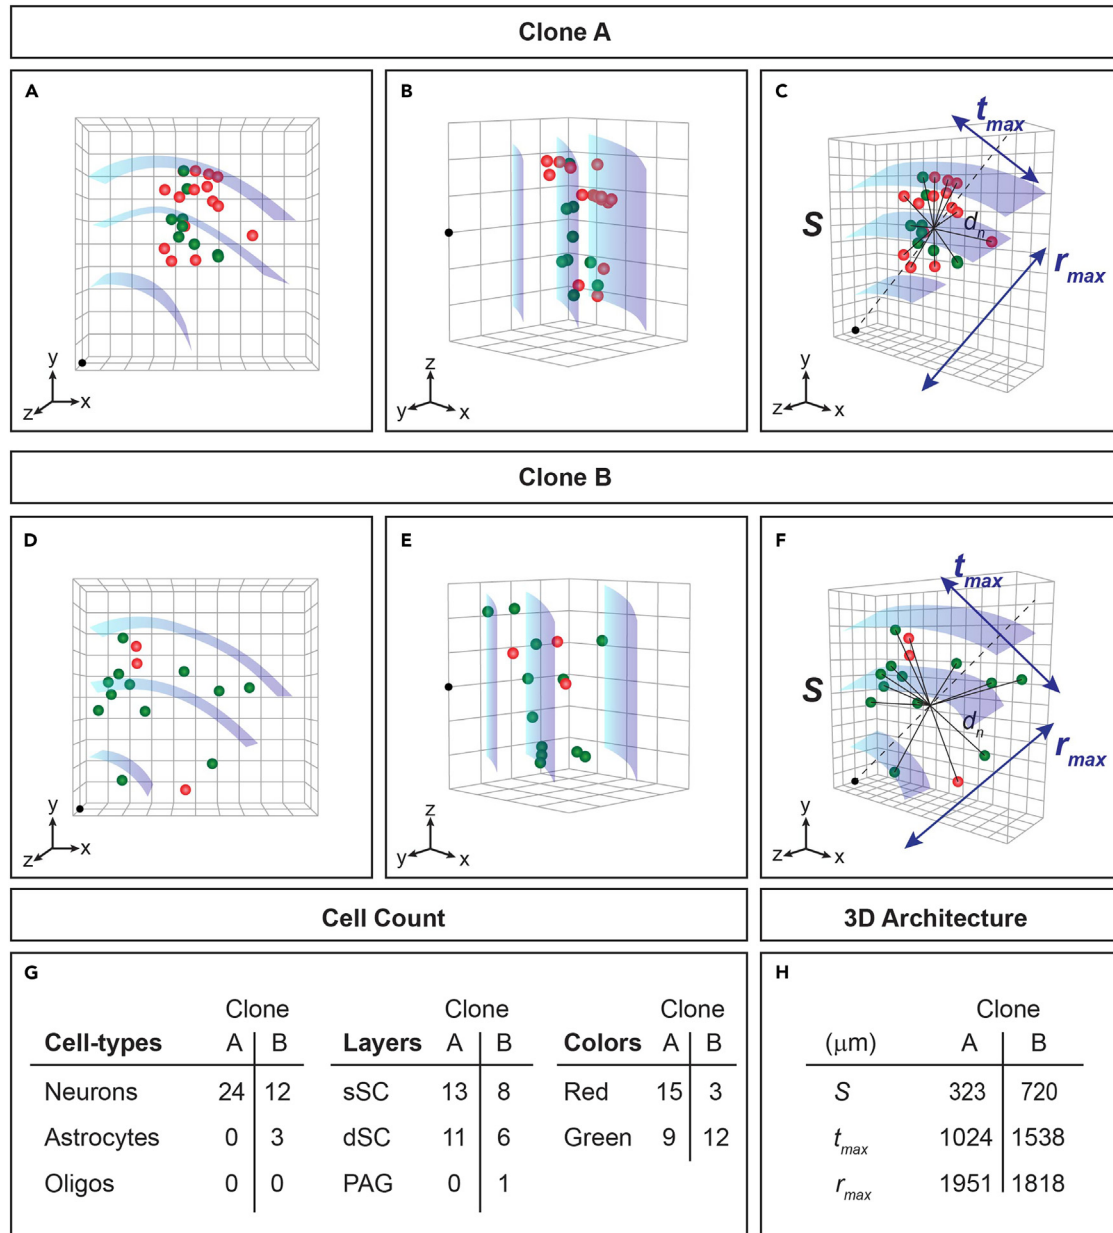 Clone A
A
y
z
x
B
z
y
x
C
t max
S
d n
r max
y
z
x
Clone B
D
y
z
x
E
z
y
x
F
t max
S
d n
r max
y
z
x
Cell Count
3D Architecture
G
Clone Clone Clone
Cell-types A B Layers A B Colors A B
Neurons 24 12 sSC 13 8 Red 15 3
Astrocytes 0 3 dSC 11 6 Green 9 12
Oligos 0 0 PAG 0 1
H
Clone
(μm) A B
S 323 720
t max 1024 1538
r max 1951 1818